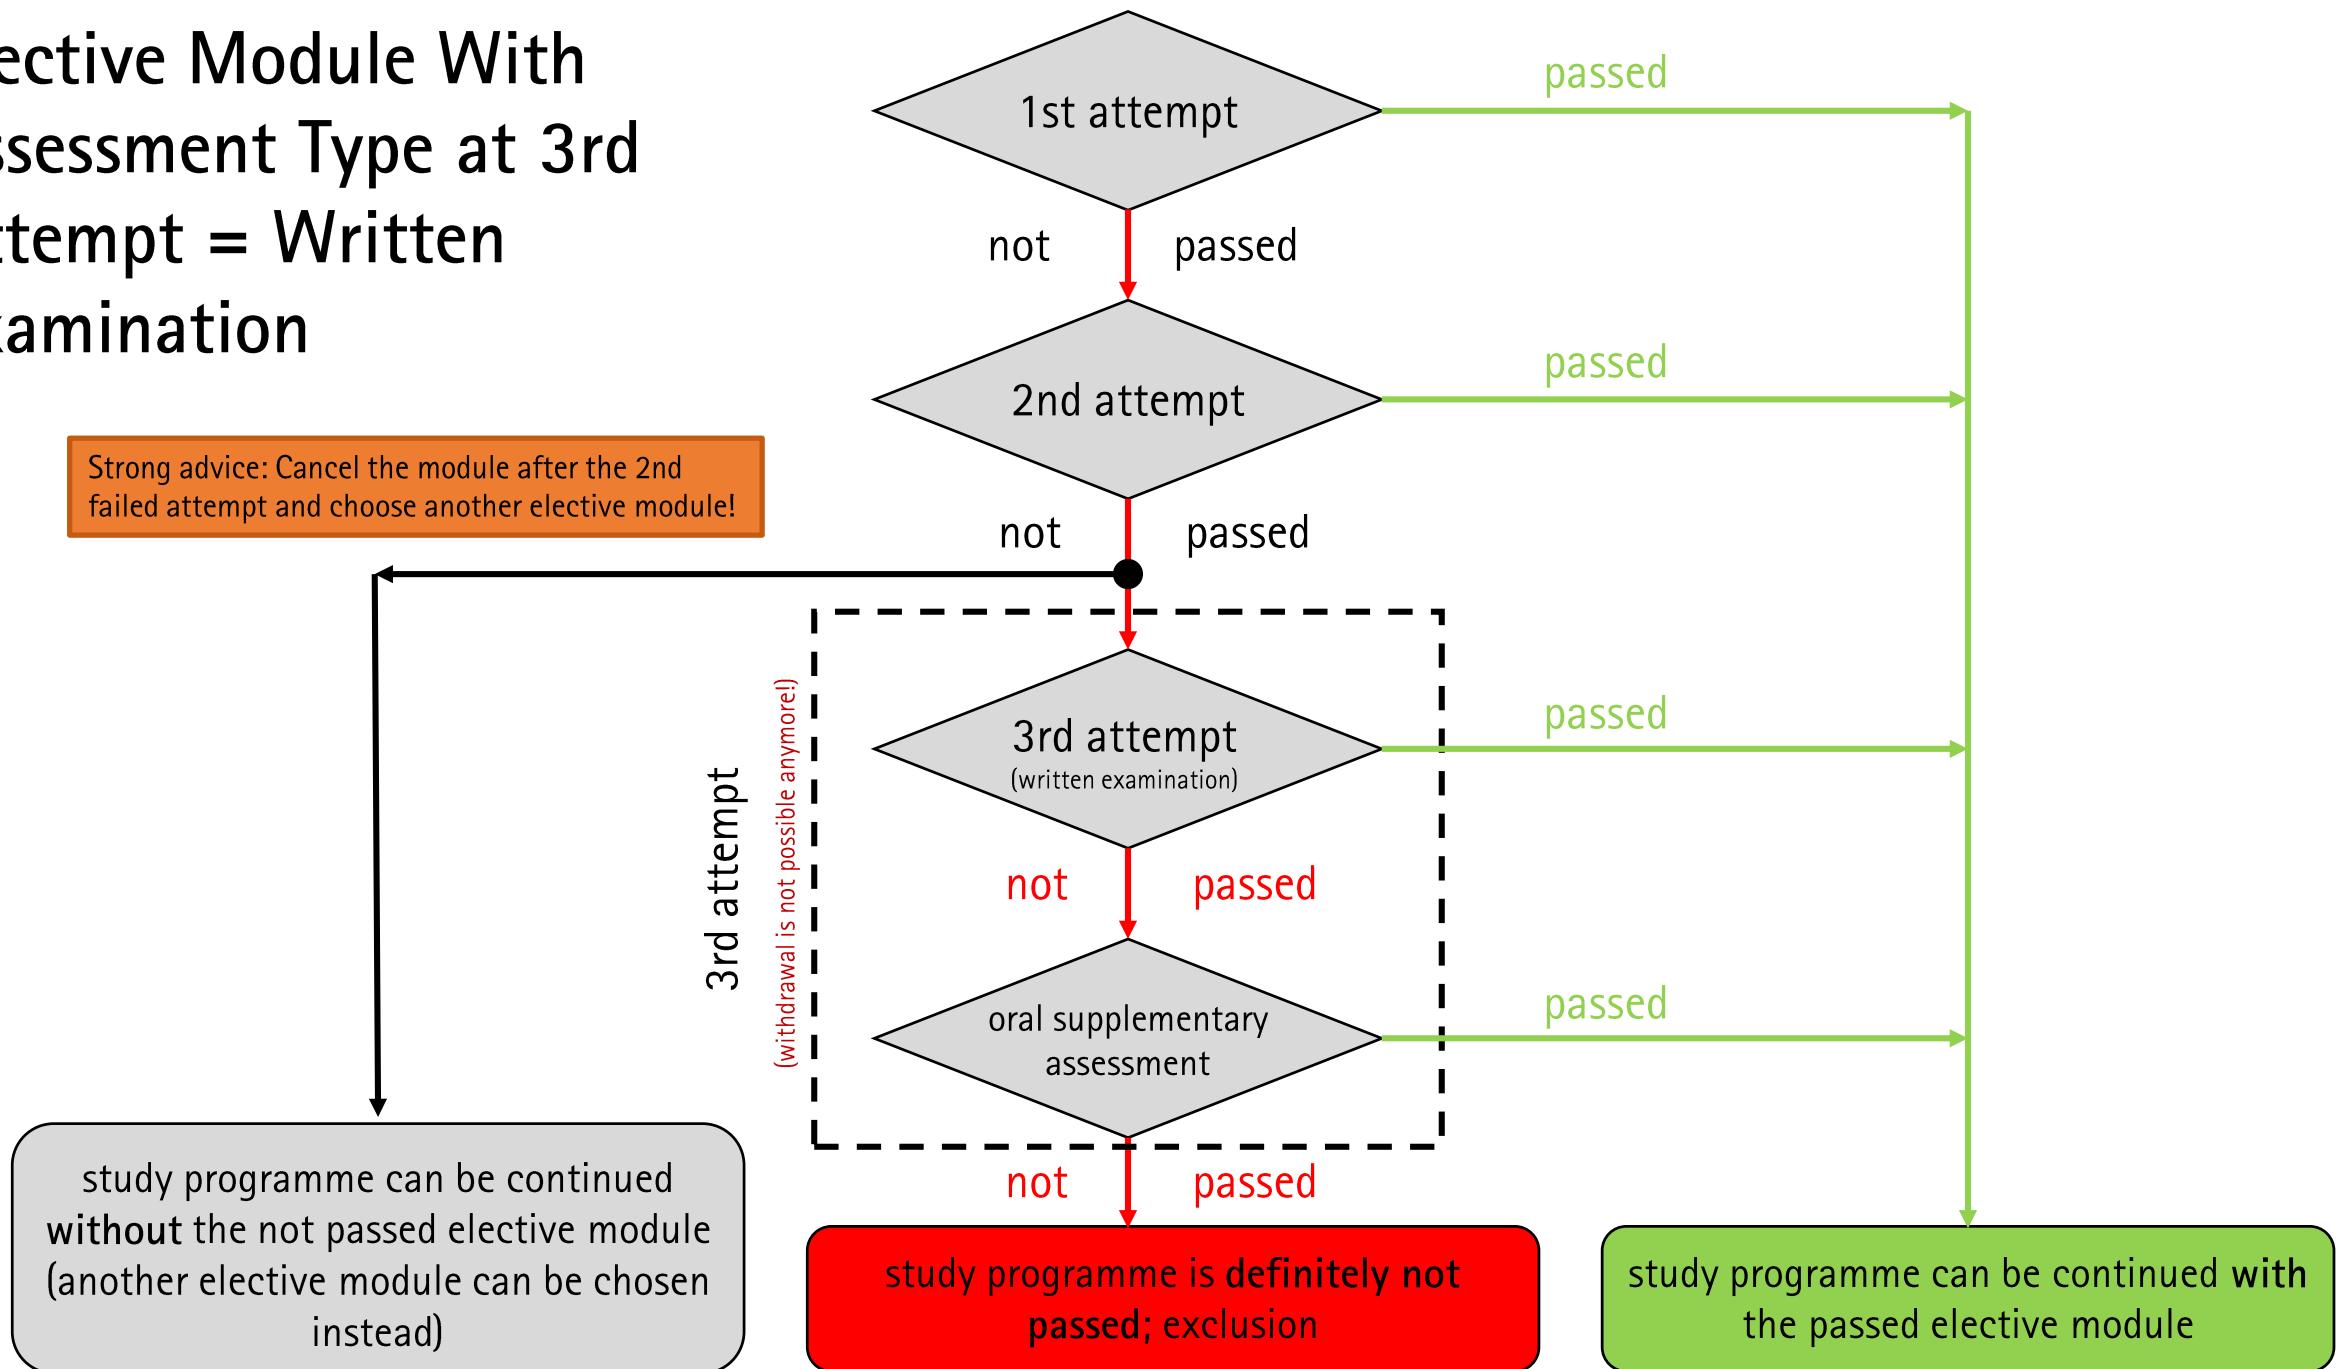 ective Module With
ssessment Type at 3rd
ttempt = Written
xamination
1st attempt
passed
not passed
2nd attempt
passed
Strong advice: Cancel the module after the 2nd
failed attempt and choose another elective module!
not passed
3rd attempt
(withdrawal is not possible anymore!)
3rd attempt
(written examination)
passed
not passed
oral supplementary
assessment
passed
not passed
study programme can be continued
without the not passed elective module
(another elective module can be chosen
instead)
study programme is definitely not
passed; exclusion
study programme can be continued with
the passed elective module